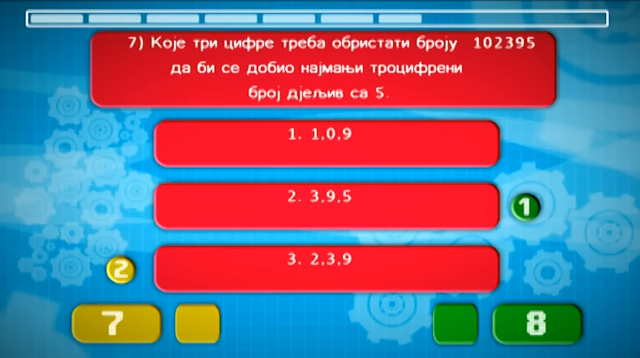 7) Које три цифре треба обристати броју 102395
да би се добио најмањи троцифрени
број дјељив са 5.
1. 1,0,9
2. 3,9,5
1
3. 2,3,9
2
7
8